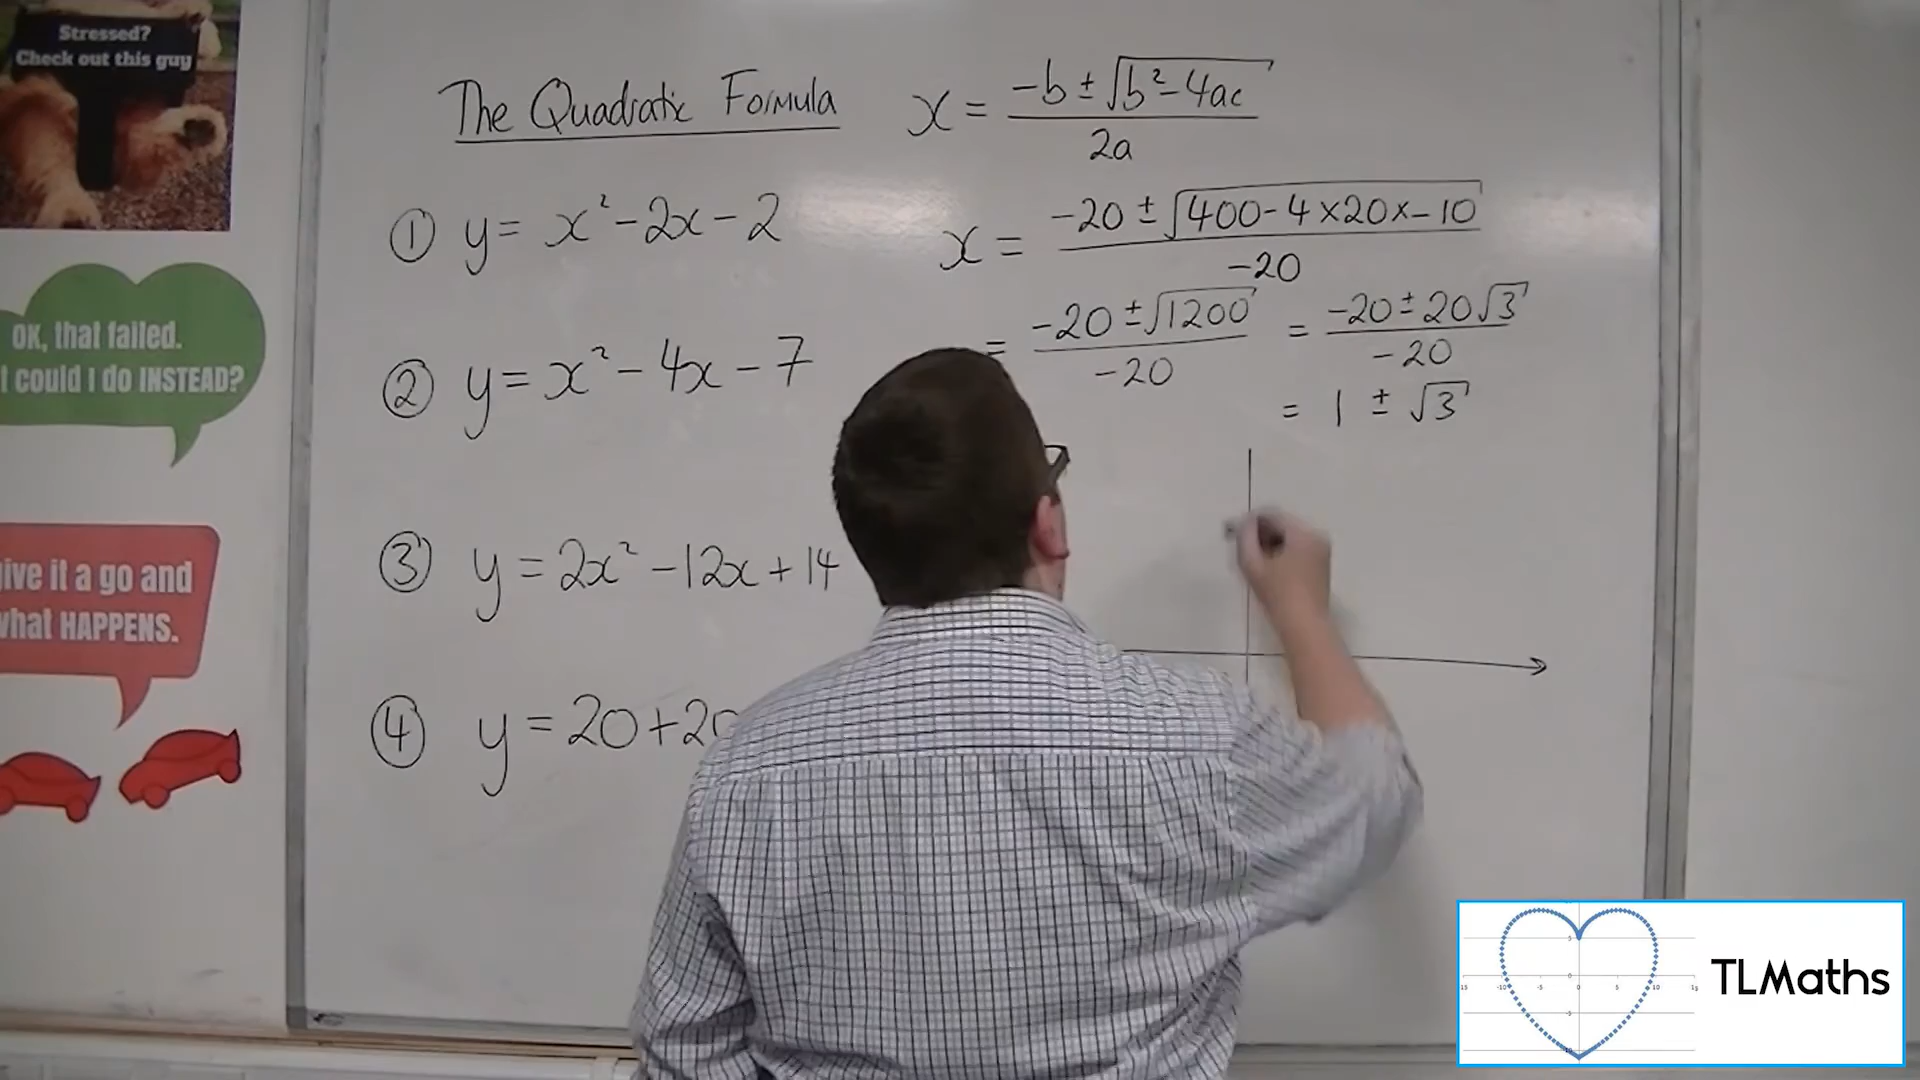 Stressed?
Check out this guy
OK, that failed.
t could I do INSTEAD?
ive it a go and
what HAPPENS.
The Quadratic Formula x = (-b ± √(b² - 4ac)) / 2a
① y = x² - 2x - 2
② y = x² - 4x - 7
③ y = 2x² - 12x + 14
④ y = 20 + 20
x = (-20 ± √(400 - 4 × 20 × -10)) / -20
= (-20 ± √1200) / -20 = (-20 ± 20√3) / -20
= 1 ± √3
TLMaths